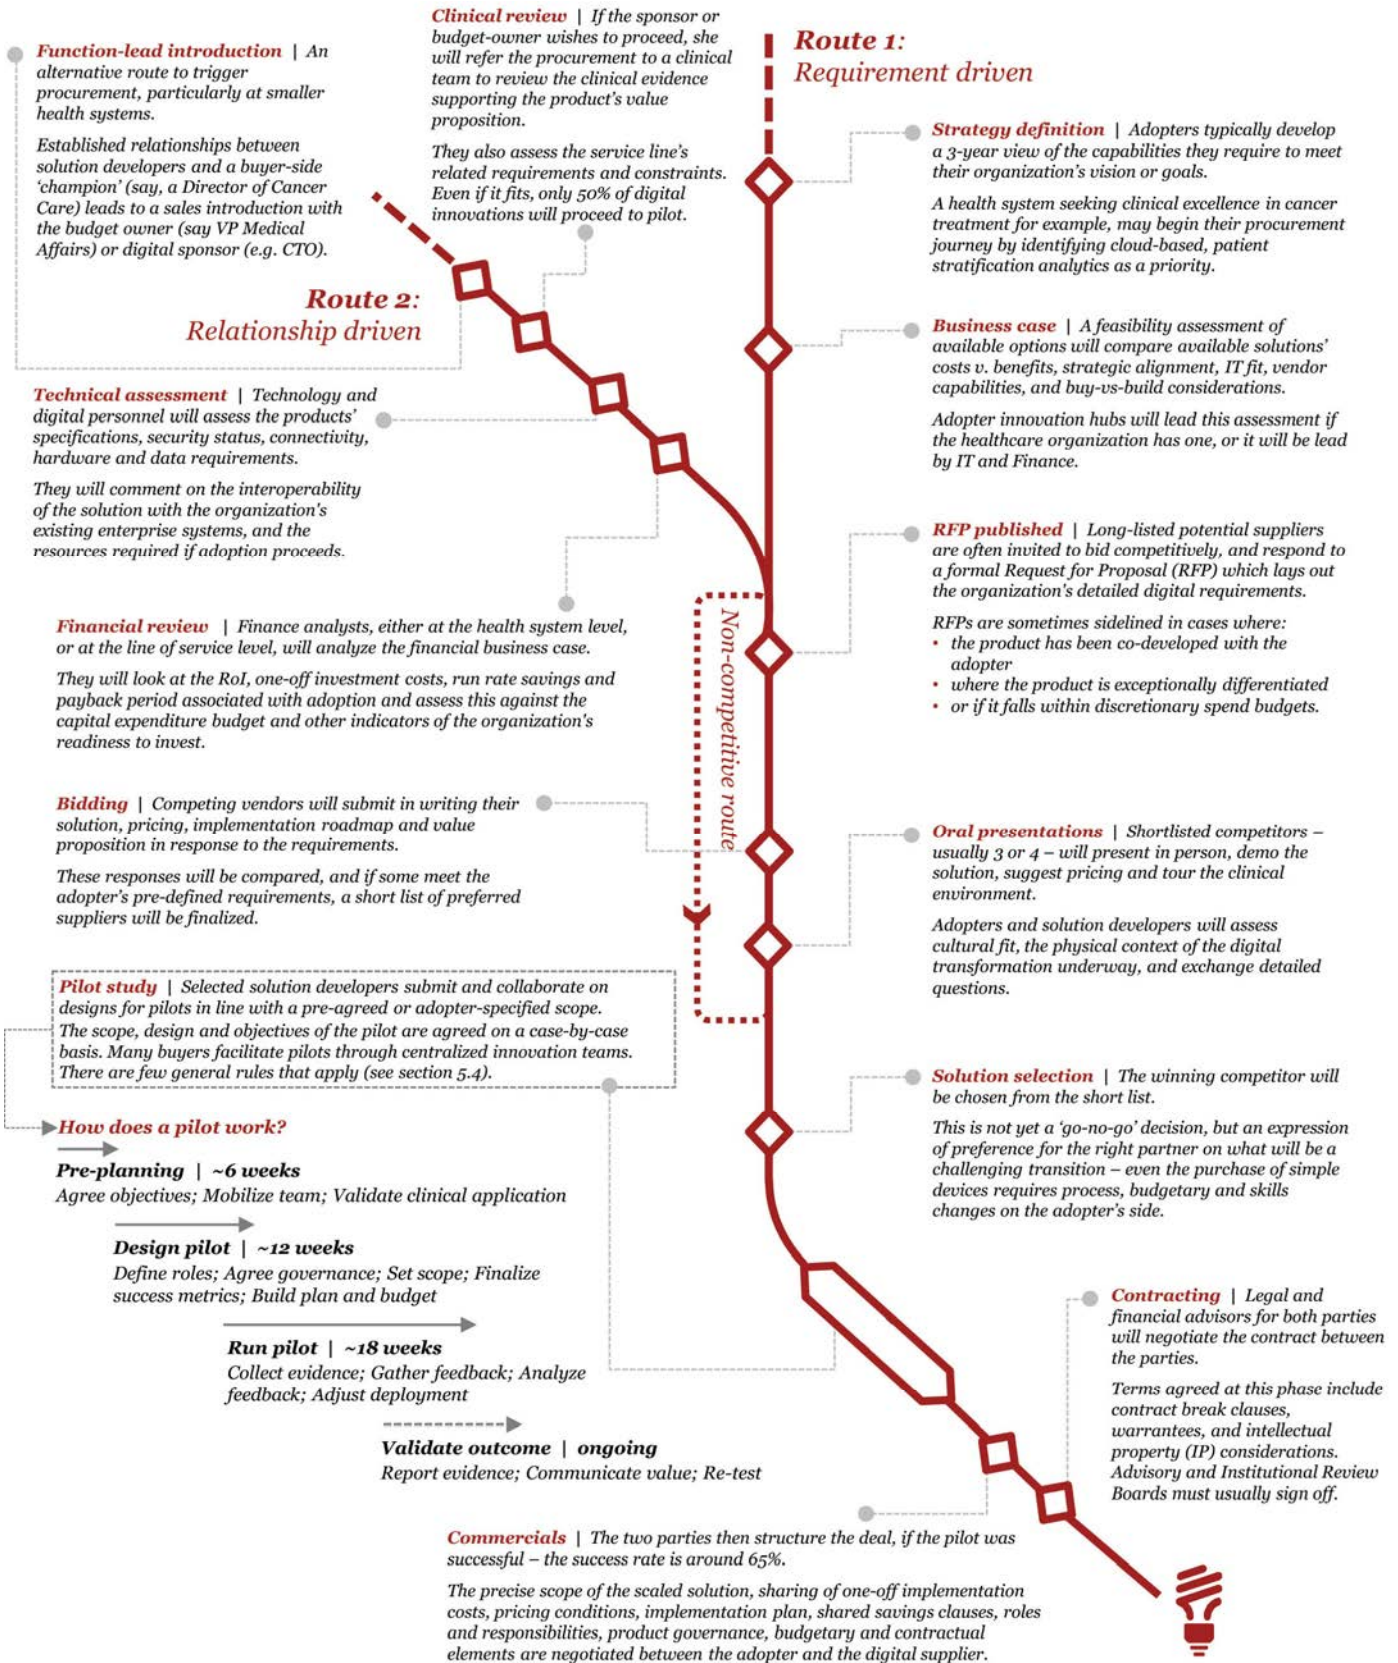 Function-lead introduction | An
alternative route to trigger
procurement, particularly at smaller
health systems.
Established relationships between
solution developers and a buyer-side
‘champion’ (say, a Director of Cancer
Care) leads to a sales introduction with
the budget owner (say VP Medical
Affairs) or digital sponsor (e.g. CTO).
Clinical review | If the sponsor or
budget-owner wishes to proceed, she
will refer the procurement to a clinical
team to review the clinical evidence
supporting the product's value
proposition.
They also assess the service line's
related requirements and constraints.
Even if it fits, only 50% of digital
innovations will proceed to pilot.
Route 1:
Requirement driven
Strategy definition | Adopters typically develop
a 3-year view of the capabilities they require to meet
their organization's vision or goals.
A health system seeking clinical excellence in cancer
treatment for example, may begin their procurement
journey by identifying cloud-based, patient
stratification analytics as a priority.
Route 2:
Relationship driven
Business case | A feasibility assessment of
available options will compare available solutions'
costs v. benefits, strategic alignment, IT fit, vendor
capabilities, and buy-vs-build considerations.
Adopter innovation hubs will lead this assessment if
the healthcare organization has one, or it will be lead
by IT and Finance.
Technical assessment | Technology and
digital personnel will assess the products'
specifications, security status, connectivity,
hardware and data requirements.
They will comment on the interoperability
of the solution with the organization's
existing enterprise systems, and the
resources required if adoption proceeds.
RFP published | Long-listed potential suppliers
are often invited to bid competitively, and respond to
a formal Request for Proposal (RFP) which lays out
the organization's detailed digital requirements.
RFPs are sometimes sidelined in cases where:
• the product has been co-developed with the
adopter
• where the product is exceptionally differentiated
• or if it falls within discretionary spend budgets.
Financial review | Finance analysts, either at the health system level,
or at the line of service level, will analyze the financial business case.
They will look at the RoI, one-off investment costs, run rate savings and
payback period associated with adoption and assess this against the
capital expenditure budget and other indicators of the organization's
readiness to invest.
Non-competitive route
Bidding | Competing vendors will submit in writing their
solution, pricing, implementation roadmap and value
proposition in response to the requirements.
These responses will be compared, and if some meet the
adopter's pre-defined requirements, a short list of preferred
suppliers will be finalized.
Oral presentations | Shortlisted competitors –
usually 3 or 4 – will present in person, demo the
solution, suggest pricing and tour the clinical
environment.
Adopters and solution developers will assess
cultural fit, the physical context of the digital
transformation underway, and exchange detailed
questions.
Pilot study | Selected solution developers submit and collaborate on
designs for pilots in line with a pre-agreed or adopter-specified scope.
The scope, design and objectives of the pilot are agreed on a case-by-case
basis. Many buyers facilitate pilots through centralized innovation teams.
There are few general rules that apply (see section 5.4).
Solution selection | The winning competitor will
be chosen from the short list.
This is not yet a ‘go-no-go’ decision, but an expression
of preference for the right partner on what will be a
challenging transition – even the purchase of simple
devices requires process, budgetary and skills
changes on the adopter's side.
How does a pilot work?
Pre-planning | ~6 weeks
Agree objectives; Mobilize team; Validate clinical application
Design pilot | ~12 weeks
Define roles; Agree governance; Set scope; Finalize
success metrics; Build plan and budget
Run pilot | ~18 weeks
Collect evidence; Gather feedback; Analyze
feedback; Adjust deployment
Validate outcome | ongoing
Report evidence; Communicate value; Re-test
Contracting | Legal and
financial advisors for both parties
will negotiate the contract between
the parties.
Terms agreed at this phase include
contract break clauses,
warrantees, and intellectual
property (IP) considerations.
Advisory and Institutional Review
Boards must usually sign off.
Commercials | The two parties then structure the deal, if the pilot was
successful – the success rate is around 65%.
The precise scope of the scaled solution, sharing of one-off implementation
costs, pricing conditions, implementation plan, shared savings clauses, roles
and responsibilities, product governance, budgetary and contractual
elements are negotiated between the adopter and the digital supplier.